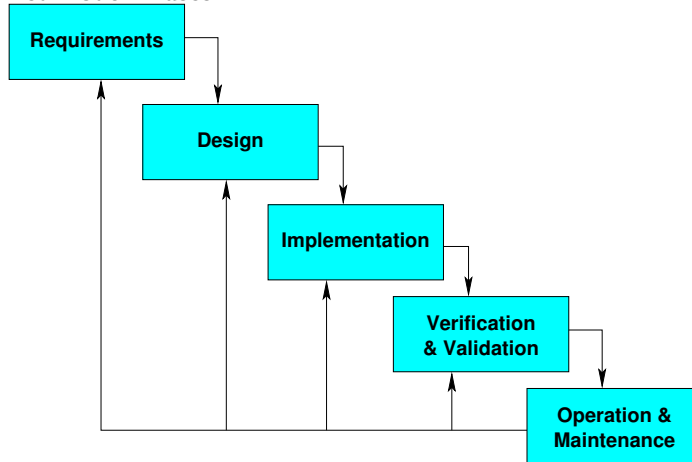 Requirements
Design
Implementation
Verification
& Validation
Operation &
Maintenance